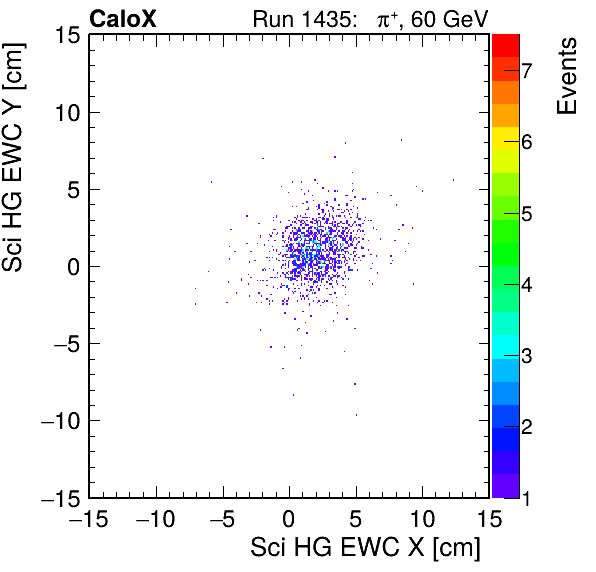 CaloX Run 1435: π⁺, 60 GeV
Sci HG EWC Y [cm]
15
10
5
0
−5
−10
−15
−15 −10 −5 0 5 10 15
Sci HG EWC X [cm]
Events
7
6
5
4
3
2
1